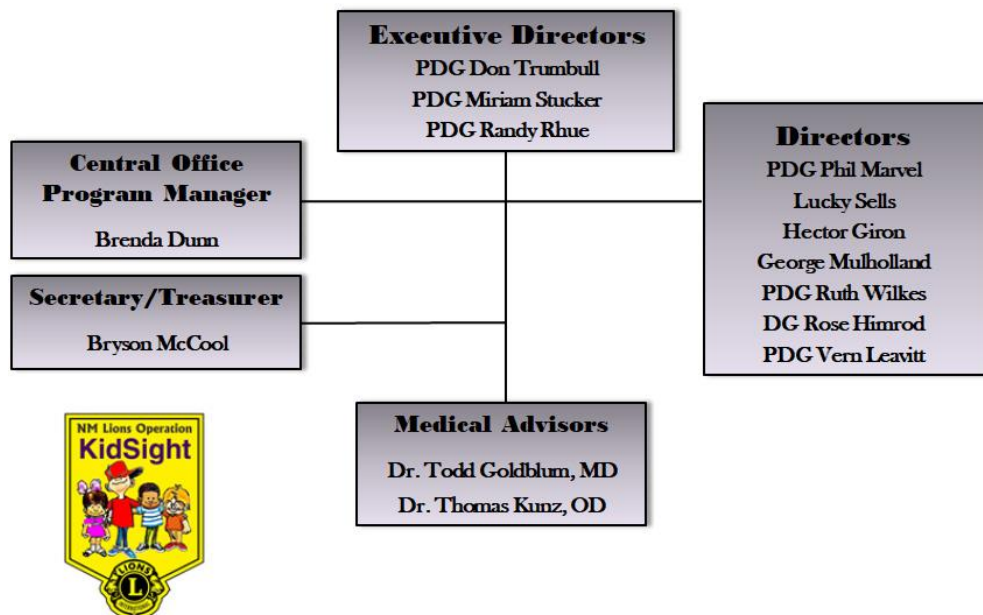 Executive Directors
PDG Don Trumbull
PDG Miriam Stucker
PDG Randy Rhue
Central Office
Program Manager
Brenda Dunn
Directors
PDG Phil Marvel
Lucky Sells
Hector Giron
George Mulholland
PDG Ruth Wilkes
DG Rose Himrod
PDG Vern Leavitt
Secretary/Treasurer
Bryson McCool
Medical Advisors
Dr. Todd Goldblum, MD
Dr. Thomas Kunz, OD
NM Lions Operation
KidSight
LIONS
L
INTERNATIONAL